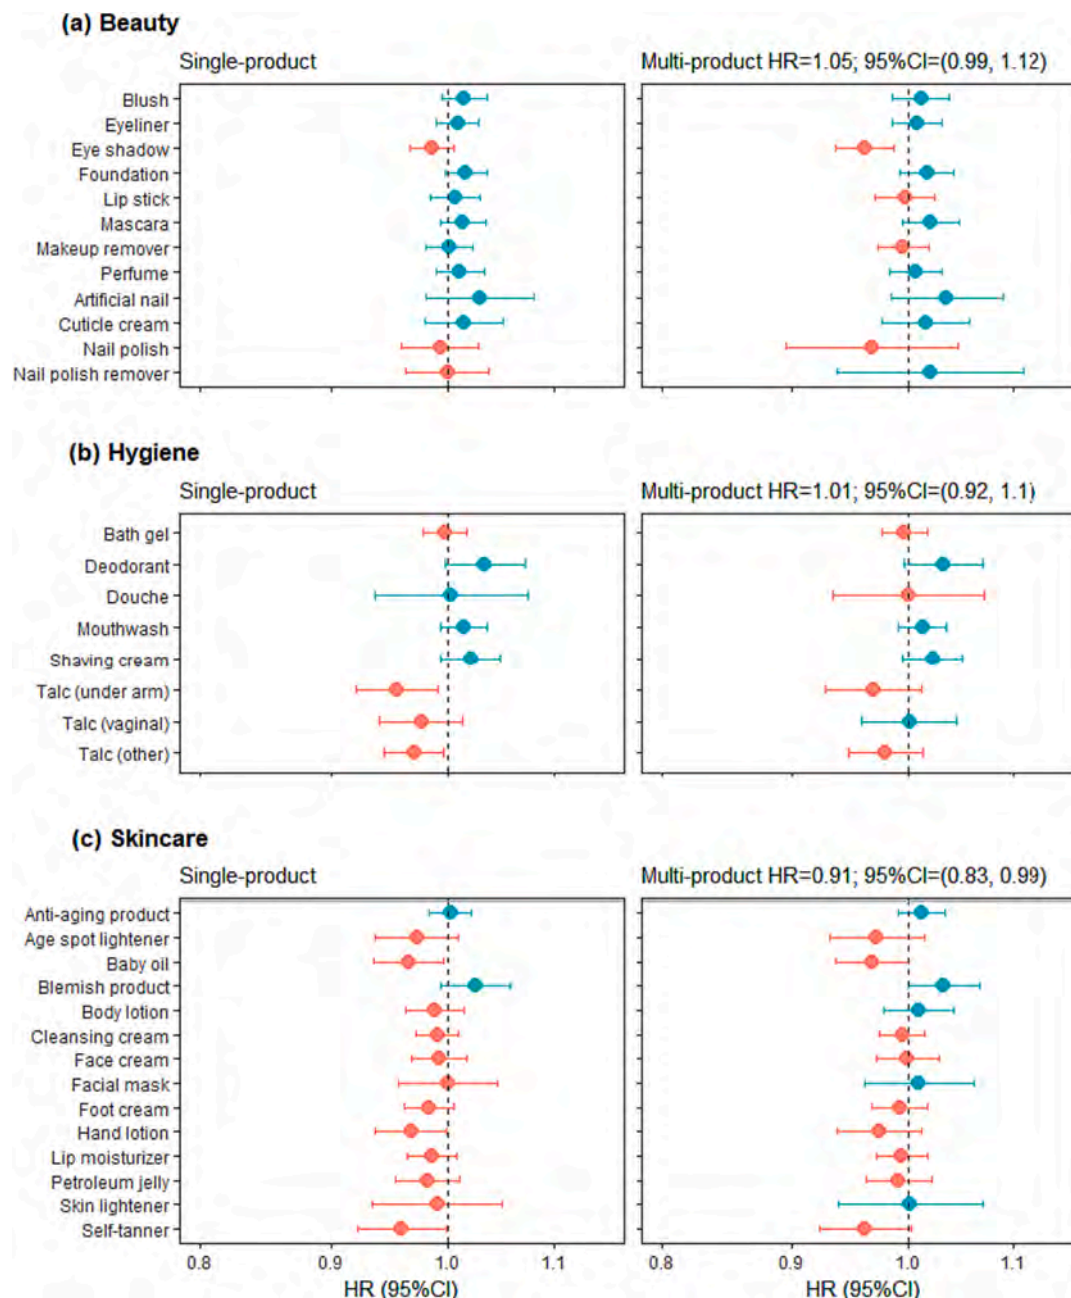 (a) Beauty
Single-product
Multi-product HR=1.05; 95%CI=(0.99, 1.12)
Blush
Eyeliner
Eye shadow
Foundation
Lip stick
Mascara
Makeup remover
Perfume
Artificial nail
Cuticle cream
Nail polish
Nail polish remover
(b) Hygiene
Single-product
Multi-product HR=1.01; 95%CI=(0.92, 1.1)
Bath gel
Deodorant
Douche
Mouthwash
Shaving cream
Talc (under arm)
Talc (vaginal)
Talc (other)
(c) Skincare
Single-product
Multi-product HR=0.91; 95%CI=(0.83, 0.99)
Anti-aging product
Age spot lightener
Baby oil
Blemish product
Body lotion
Cleansing cream
Face cream
Facial mask
Foot cream
Hand lotion
Lip moisturizer
Petroleum jelly
Skin lightener
Self-tanner
0.8 0.9 1.0 1.1 0.8 0.9 1.0 1.1
HR (95%CI) HR (95%CI)